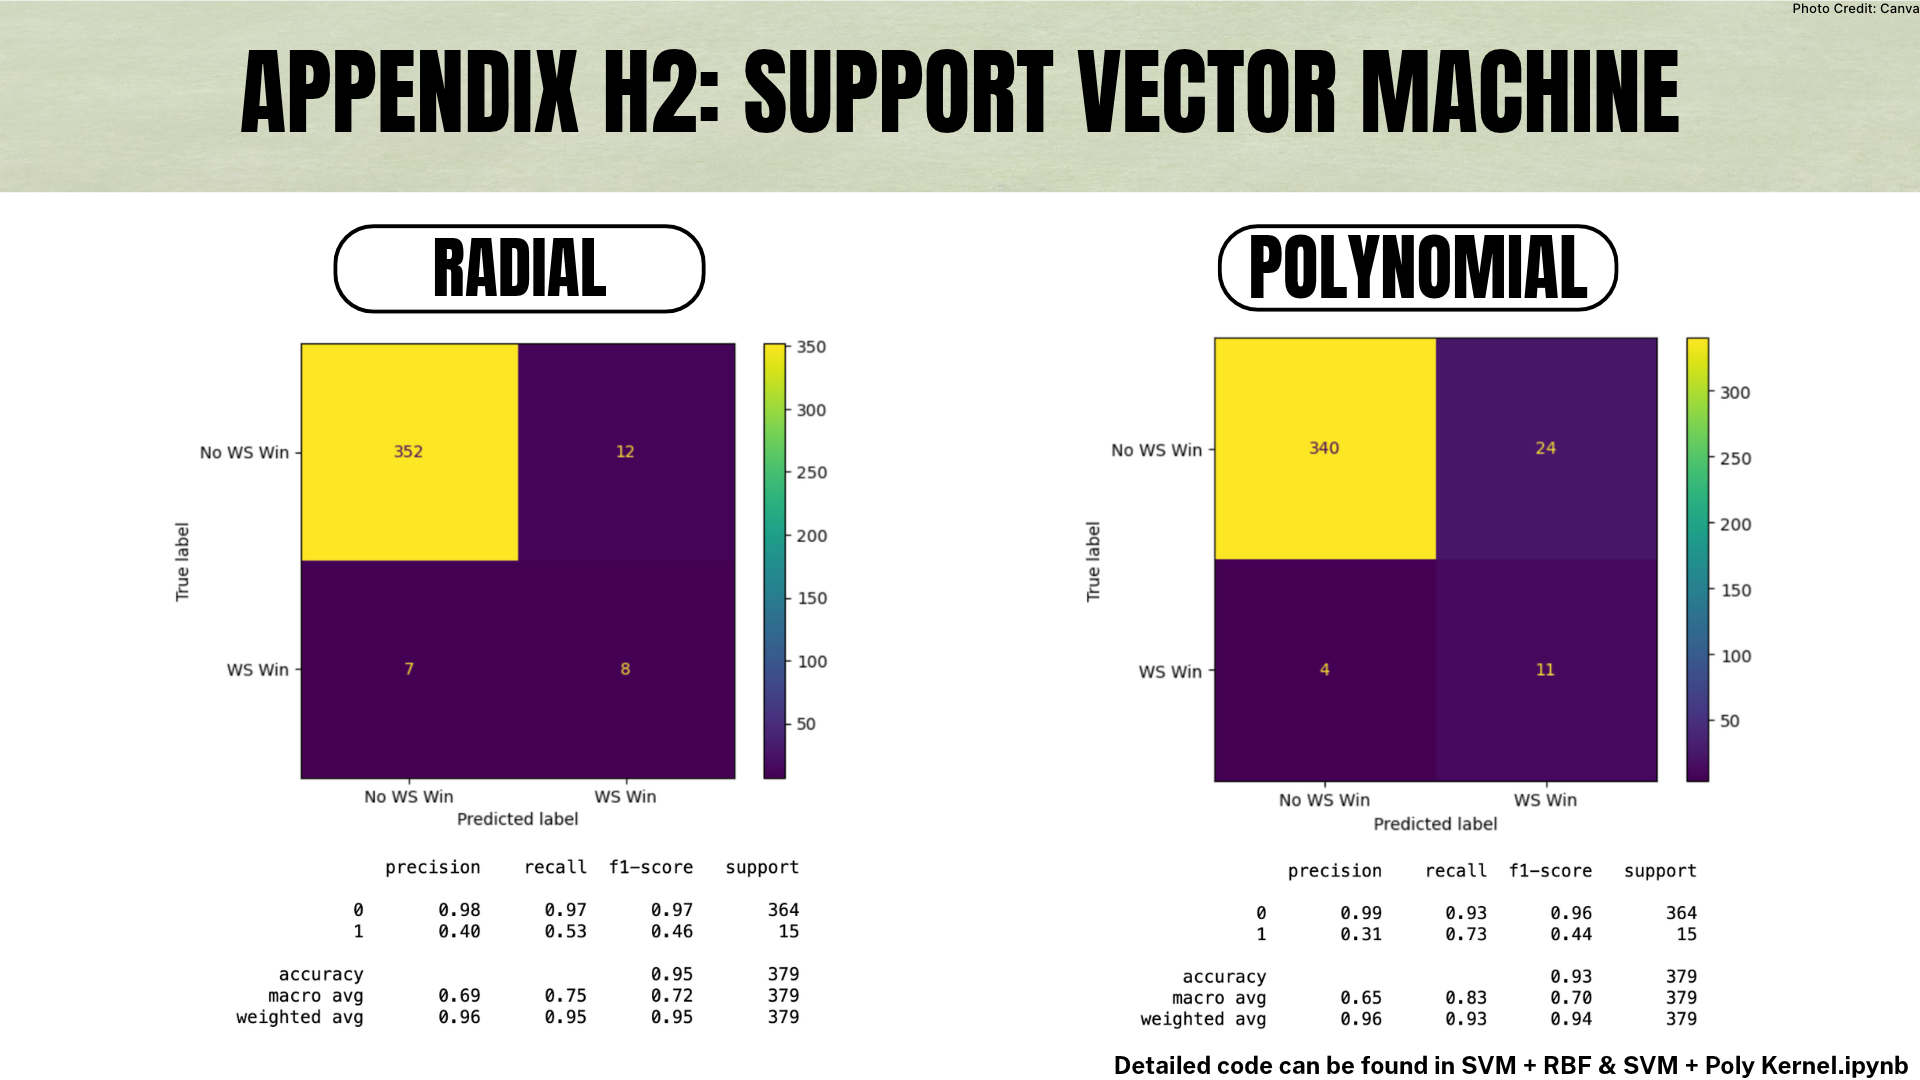 Photo Credit: Canva
APPENDIX H2: SUPPORT VECTOR MACHINE
RADIAL
350
300
250
200
150
100
50
No WS Win
352
12
True label
WS Win
7
8
No WS Win WS Win
Predicted label
precision recall f1-score support
0 0.98 0.97 0.97 364
1 0.40 0.53 0.46 15
accuracy 0.95 379
macro avg 0.69 0.75 0.72 379
weighted avg 0.96 0.95 0.95 379
POLYNOMIAL
300
250
200
150
100
50
No WS Win
340
24
True label
WS Win
4
11
No WS Win WS Win
Predicted label
precision recall f1-score support
0 0.99 0.93 0.96 364
1 0.31 0.73 0.44 15
accuracy 0.93 379
macro avg 0.65 0.83 0.70 379
weighted avg 0.96 0.93 0.94 379
Detailed code can be found in SVM + RBF & SVM + Poly Kernel.ipynb